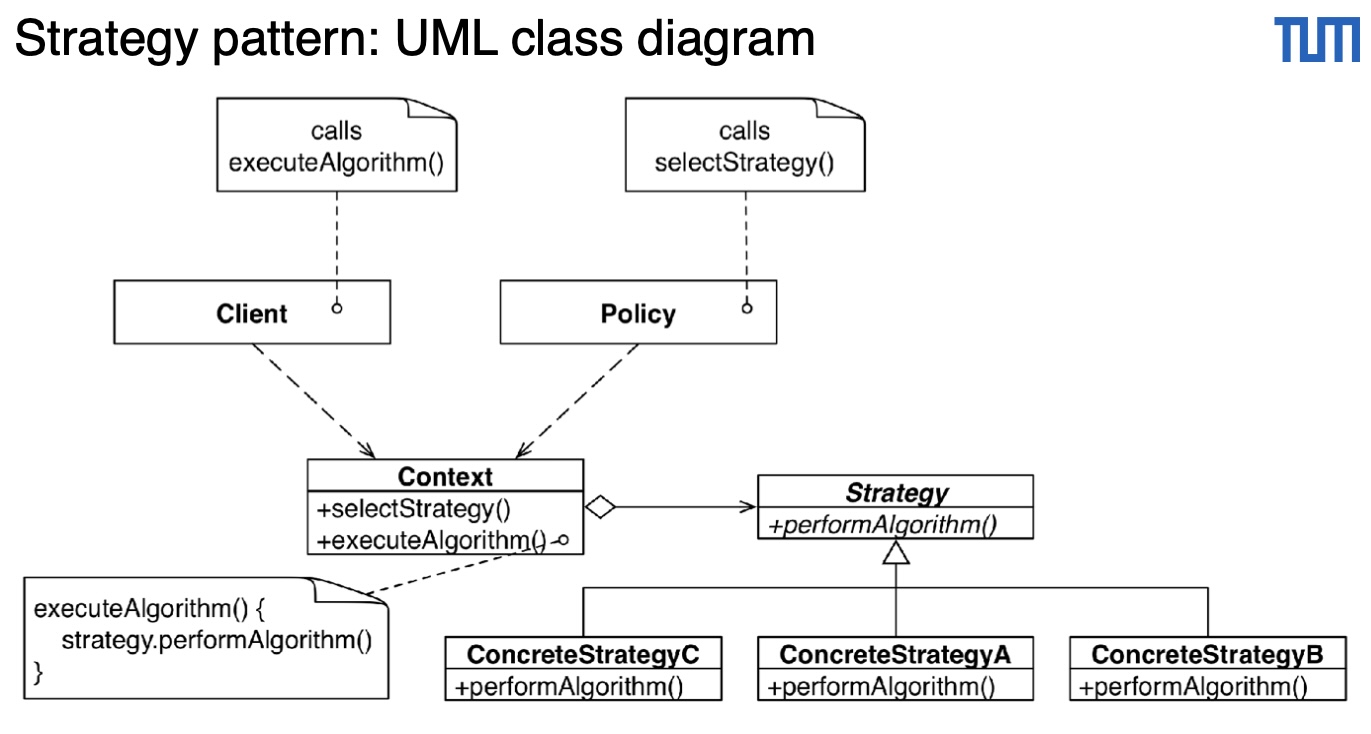 Strategy pattern: UML class diagram
TUM
calls
executeAlgorithm()
calls
selectStrategy()
Client
Policy
Context
+selectStrategy()
+executeAlgorithm()
Strategy
+performAlgorithm()
executeAlgorithm() {
strategy.performAlgorithm()
}
ConcreteStrategyC
+performAlgorithm()
ConcreteStrategyA
+performAlgorithm()
ConcreteStrategyB
+performAlgorithm()